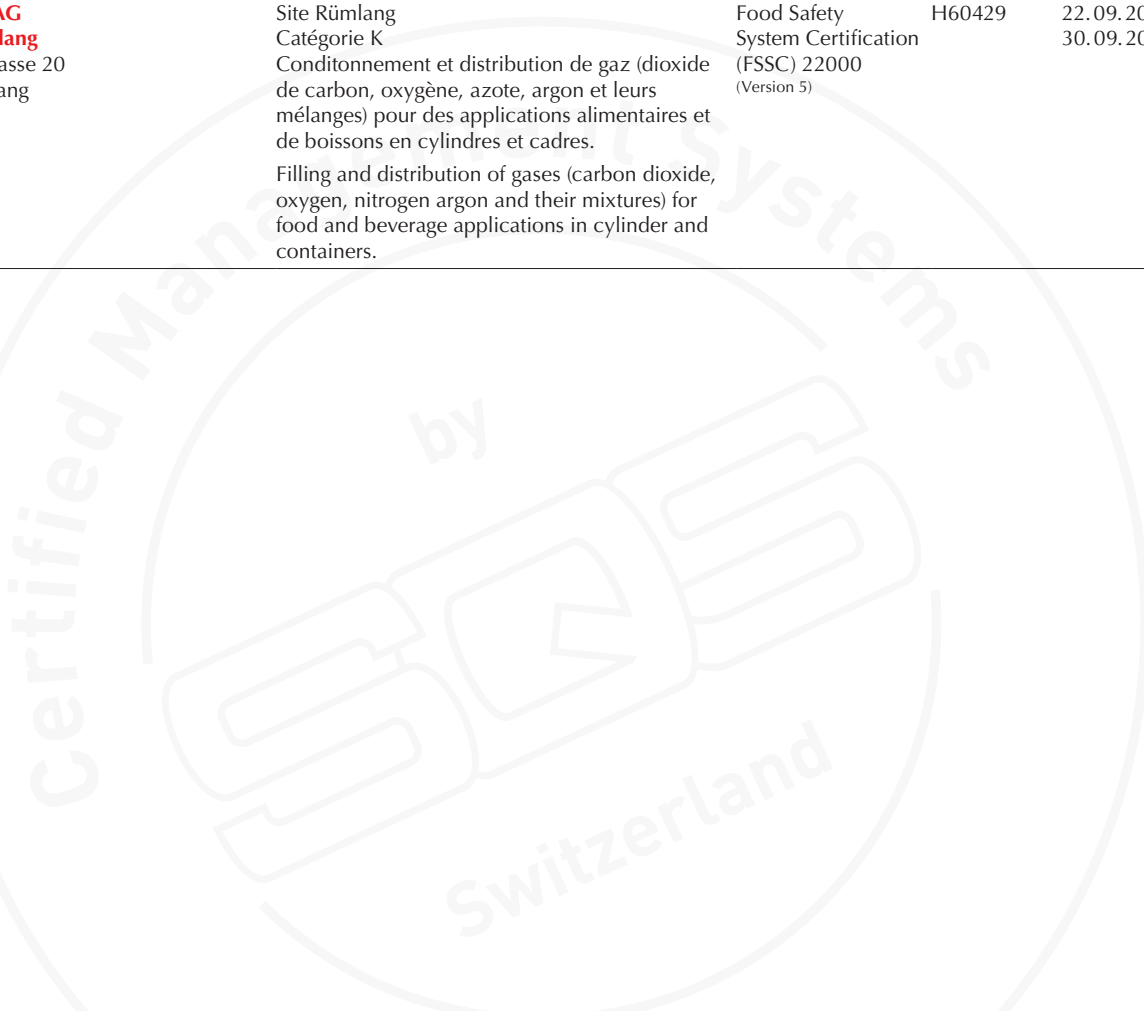 AG
lang
asse 20
ang
Site Rümlang
Catégorie K
Conditonnement et distribution de gaz (dioxide
de carbon, oxygène, azote, argon et leurs
mélanges) pour des applications alimentaires et
de boissons en cylindres et cadres.
Filling and distribution of gases (carbon dioxide,
oxygen, nitrogen argon and their mixtures) for
food and beverage applications in cylinder and
containers.
Food Safety
System Certification
(FSSC) 22000
(Version 5)
H60429
22.09.20
30.09.20
Certified Management Systems
by
SQS
Switzerland